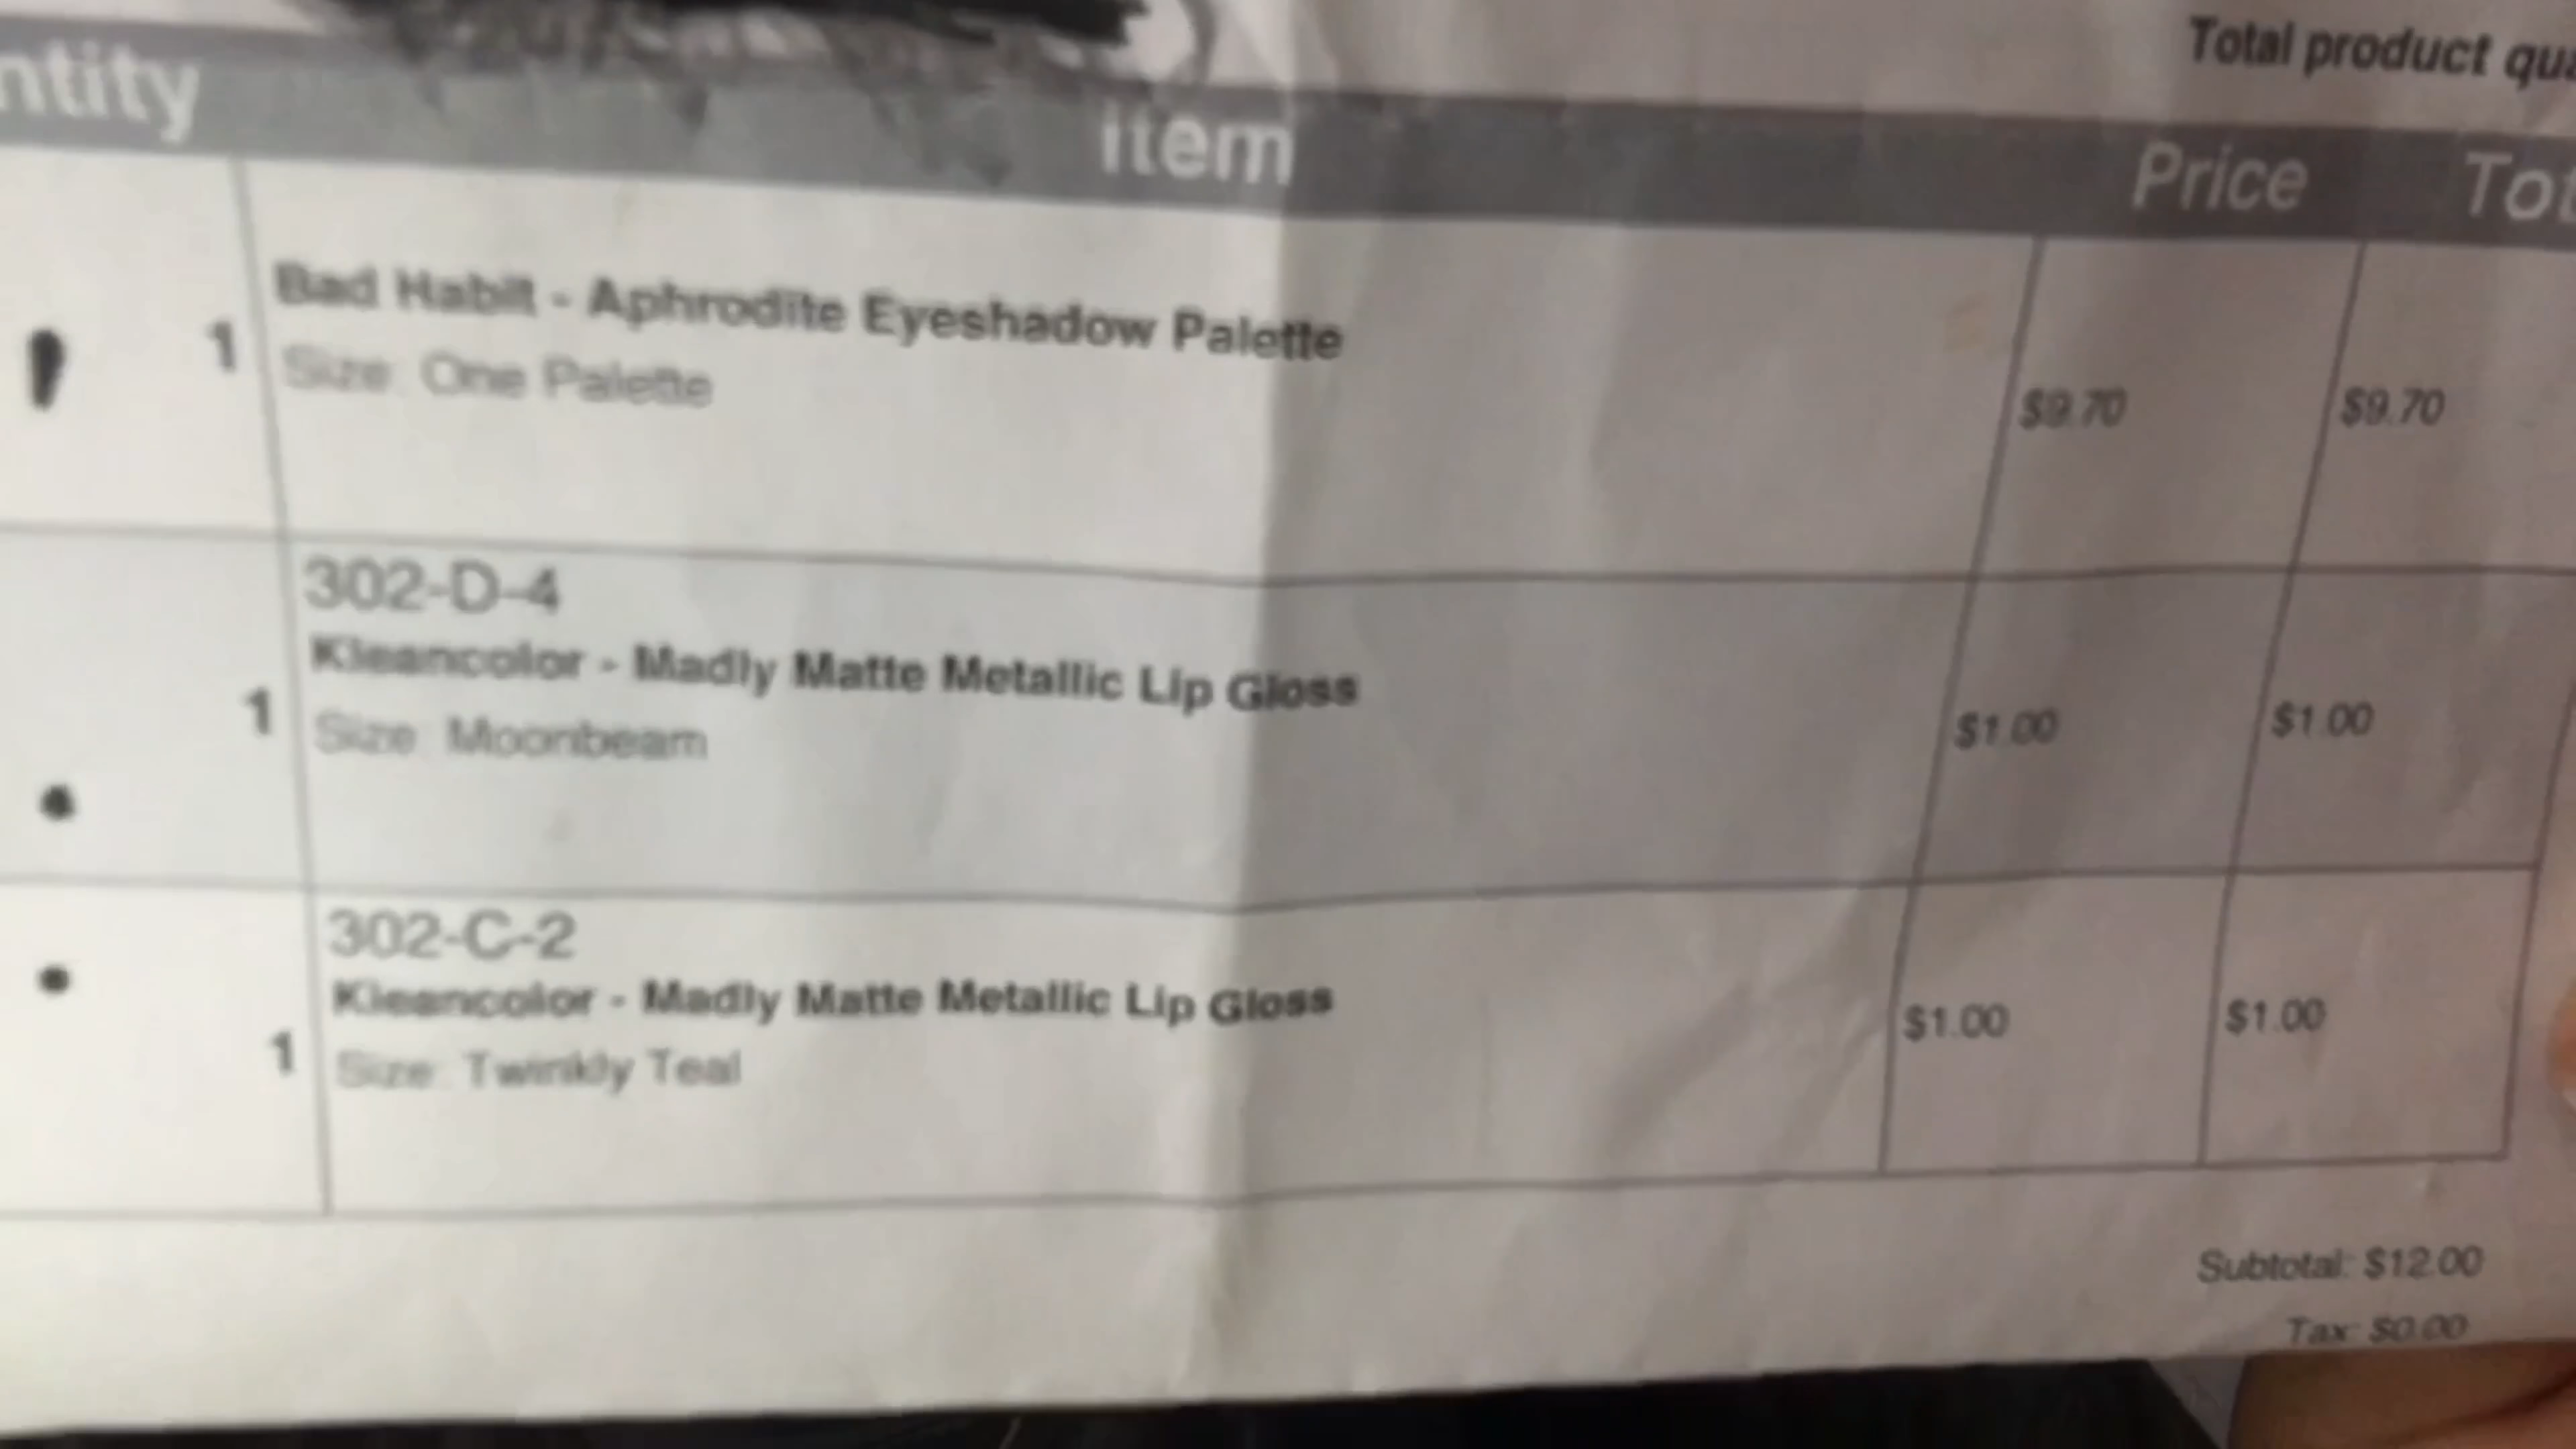 Total product qua
ntity Item Price Tot
Bad Habit - Aphrodite Eyeshadow Palette
1 $9.70 $9.70
Size: One Palette
302-D-4
Kleancolor - Madly Matte Metallic Lip Gloss
1 $1.00 $1.00
Size: Moonbeam
302-C-2
Kleancolor - Madly Matte Metallic Lip Gloss
1 $1.00 $1.00
Size: Twinkly Teal
Subtotal: $12.00
Tax: $0.00